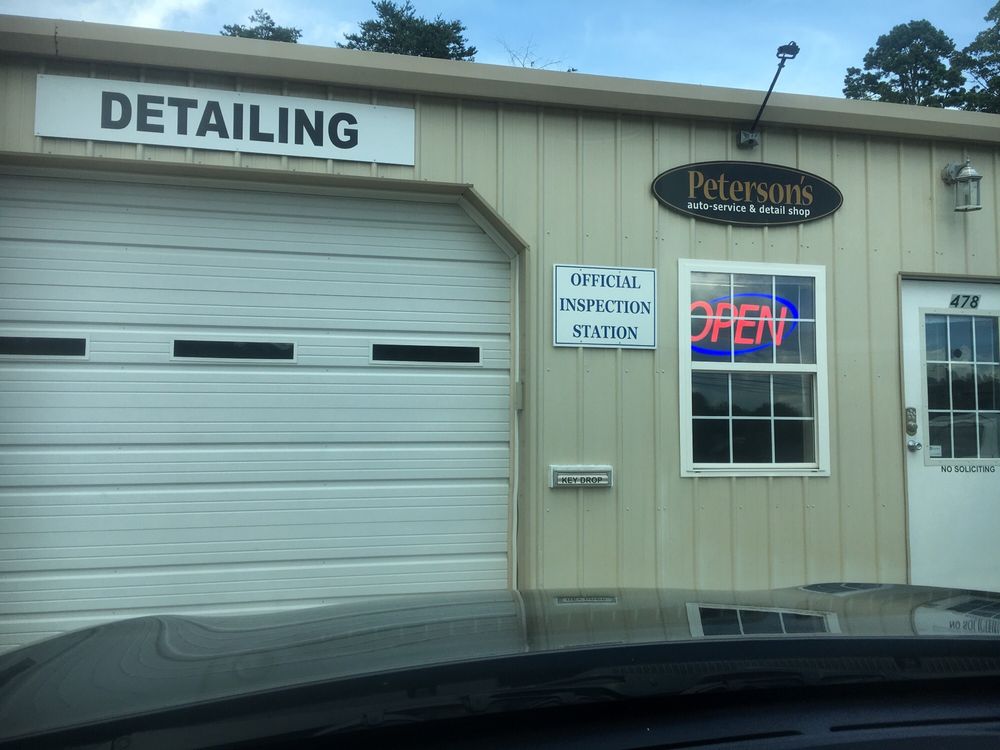 DETAILING
Peterson's
auto-service & detail shop
OFFICIAL
INSPECTION
STATION
OPEN
478
KEY DROP
NO SOLICITING